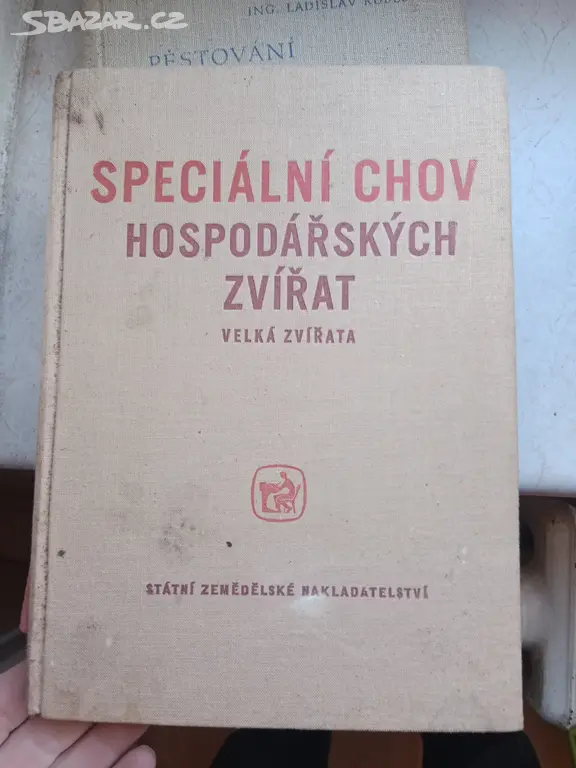 SBAZAR.CZ
ING. LADISLAV
PĚSTOVÁNÍ
SPECIÁLNÍ CHOV
HOSPODÁŘSKÝCH
ZVÍŘAT
VELKÁ ZVÍŘATA
STÁTNÍ ZEMĚDĚLSKÉ NAKLADATELSTVÍ